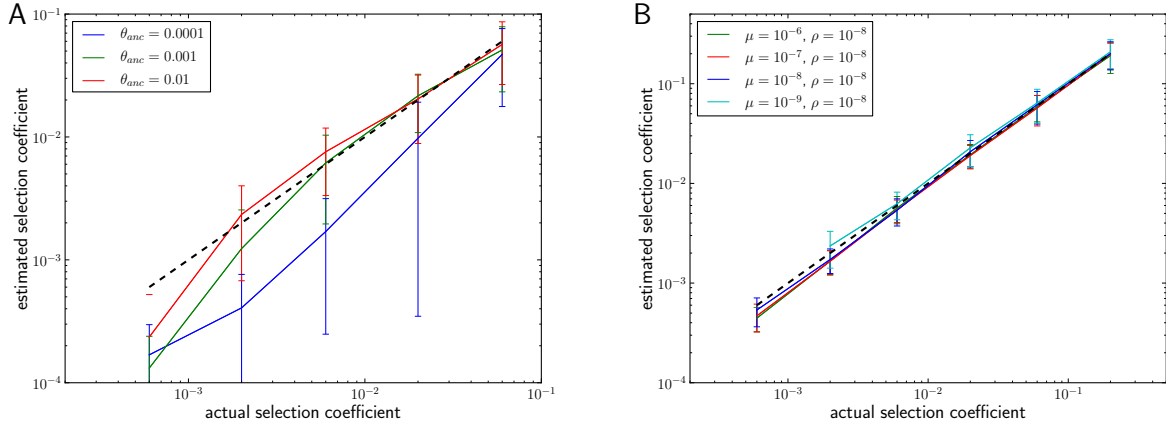 A
θ_anc = 0.0001
θ_anc = 0.001
θ_anc = 0.01
estimated selection coefficient
10⁻¹
10⁻²
10⁻³
10⁻⁴
10⁻³
10⁻²
10⁻¹
actual selection coefficient
B
μ = 10⁻⁶, ρ = 10⁻⁸
μ = 10⁻⁷, ρ = 10⁻⁸
μ = 10⁻⁸, ρ = 10⁻⁸
μ = 10⁻⁹, ρ = 10⁻⁸
estimated selection coefficient
10⁻¹
10⁻²
10⁻³
10⁻⁴
10⁻³
10⁻²
10⁻¹
actual selection coefficient